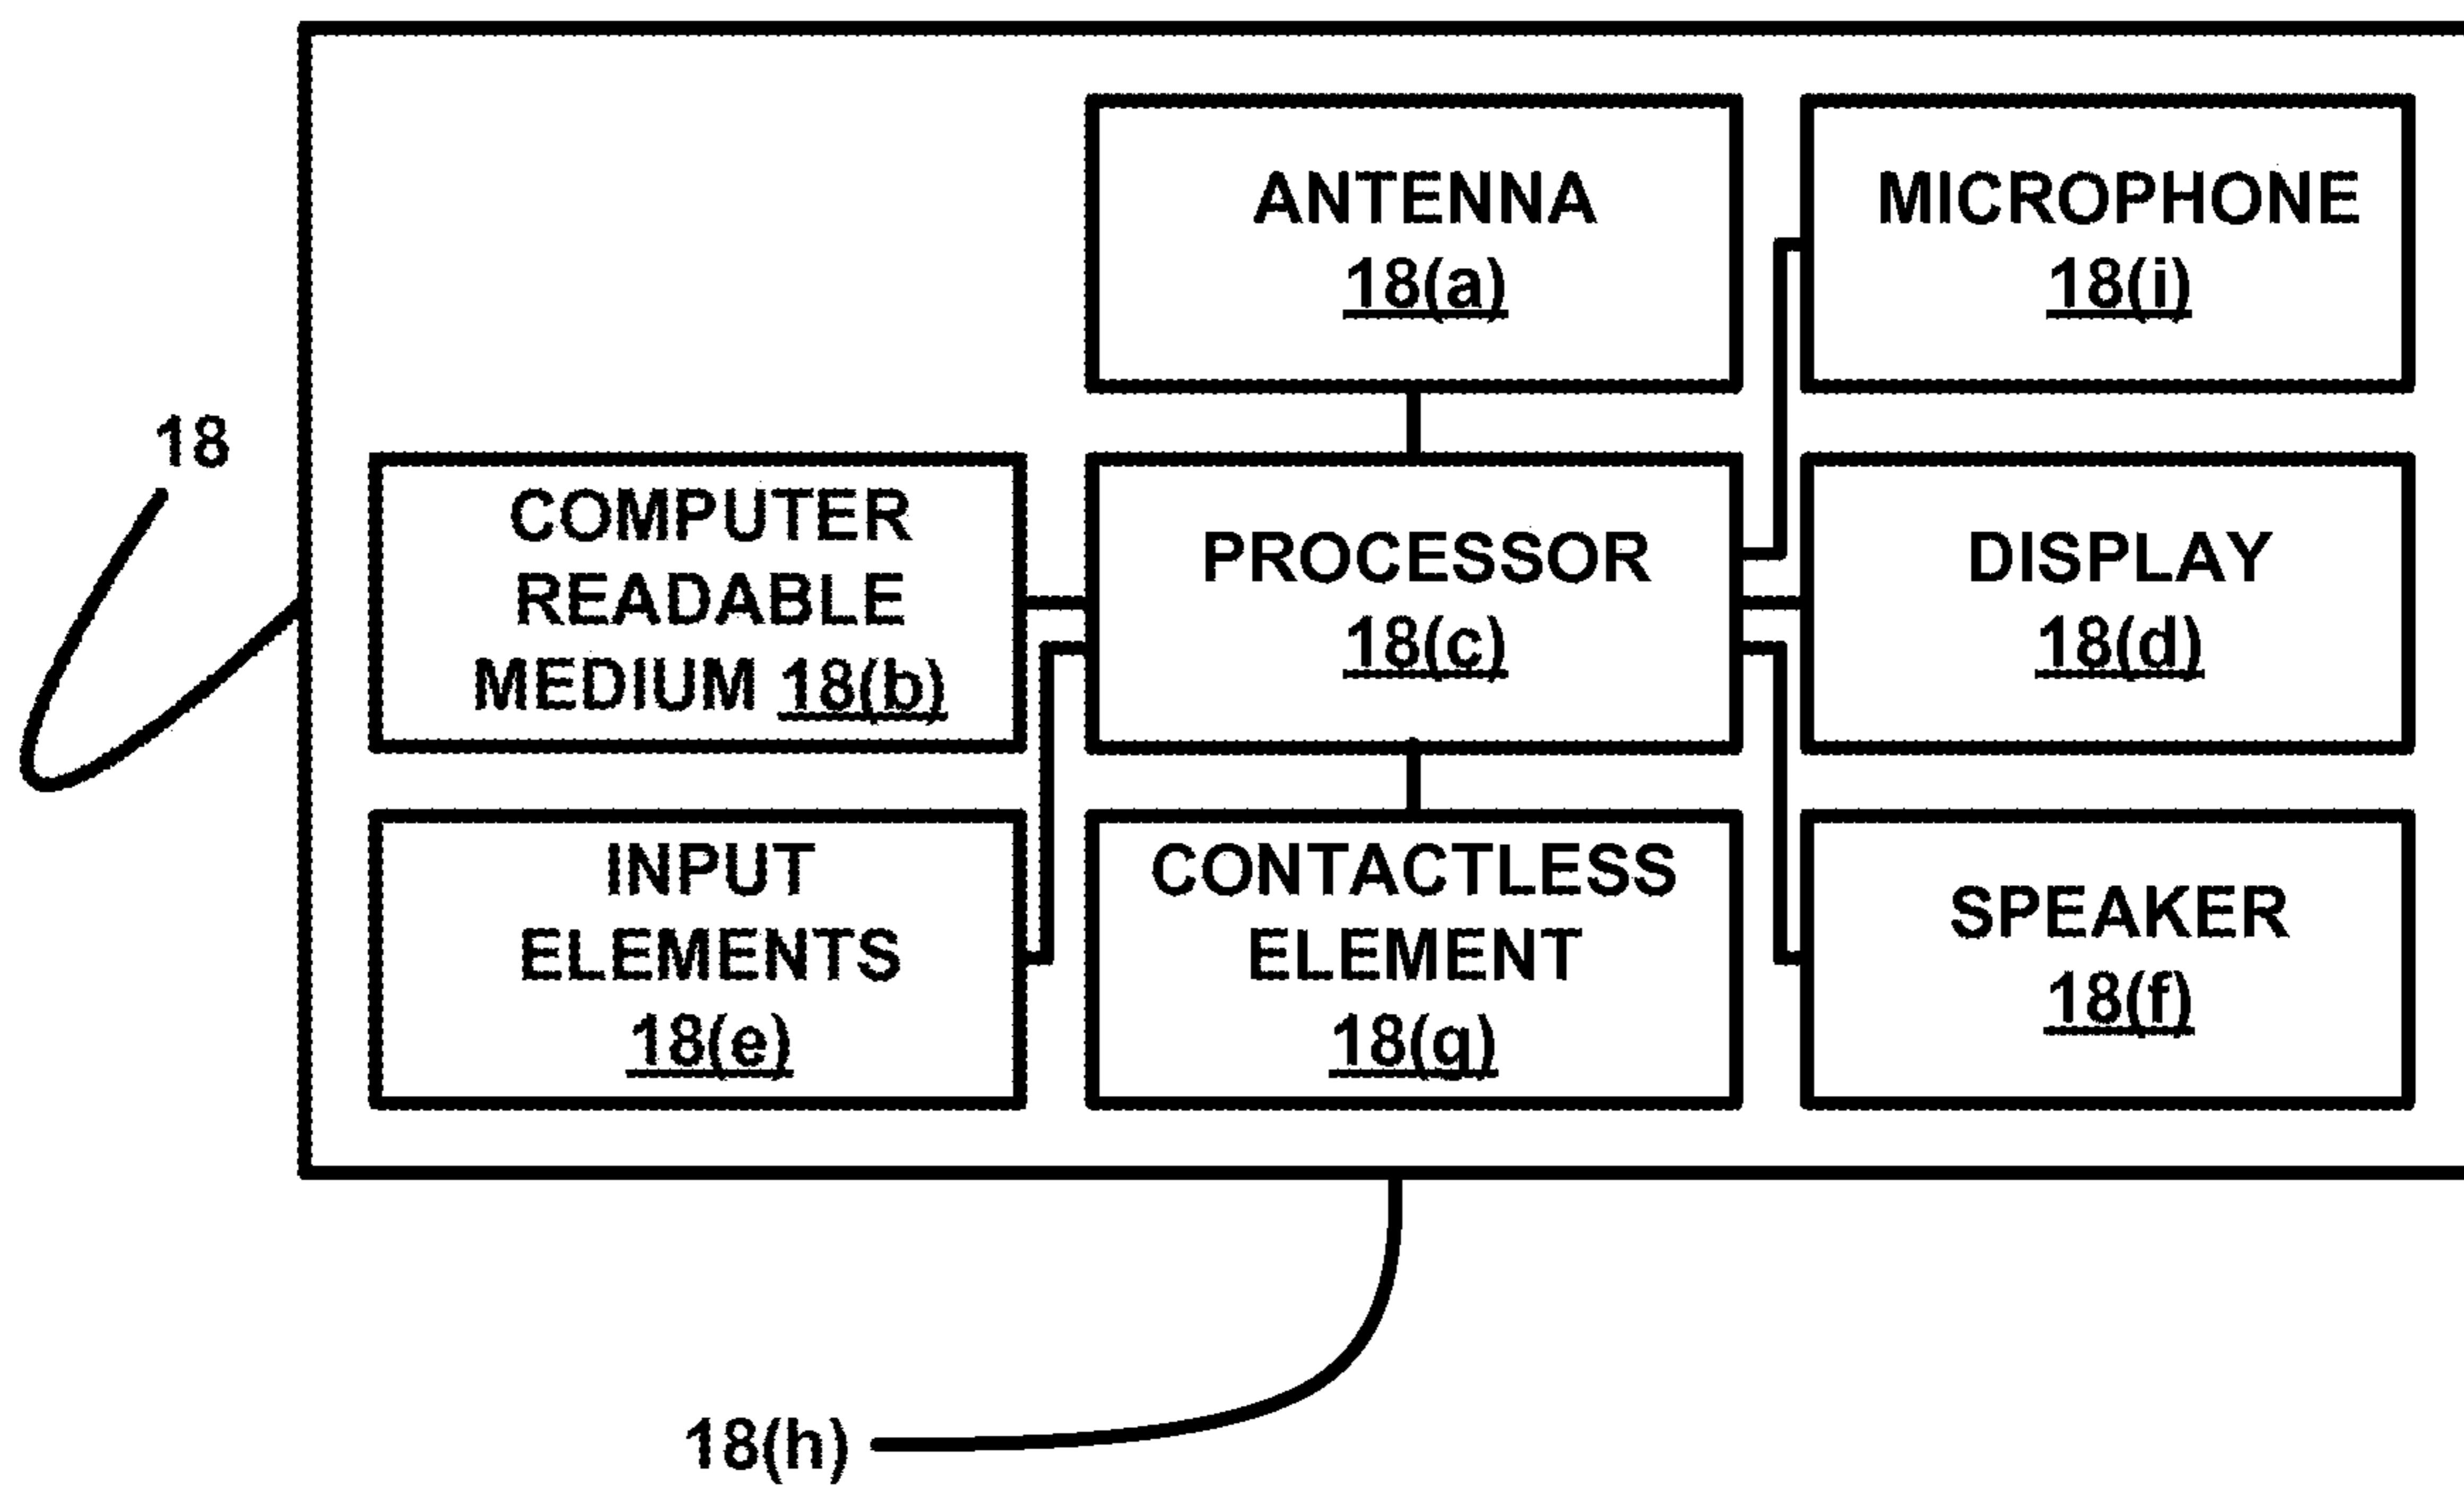 ANTENNA
18(a)
MICROPHONE
18(i)
18
COMPUTER
READABLE
MEDIUM 18(b)
PROCESSOR
18(c)
DISPLAY
18(d)
INPUT
ELEMENTS
18(e)
CONTACTLESS
ELEMENT
18(g)
SPEAKER
18(f)
18(h)